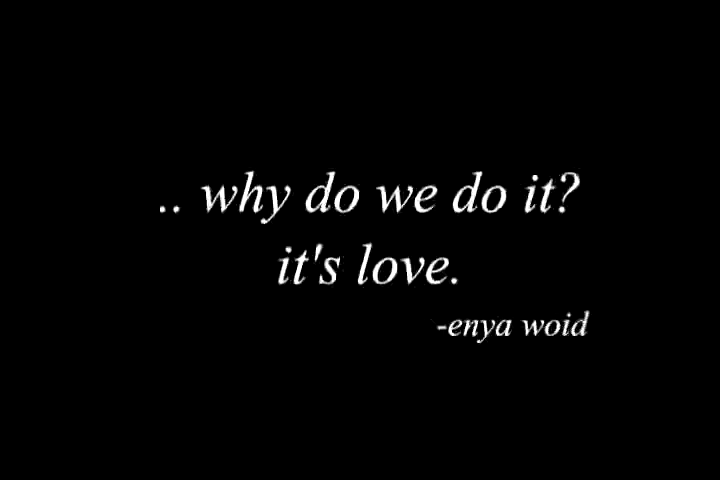 .. why do we do it?
it's love.
-enya woid